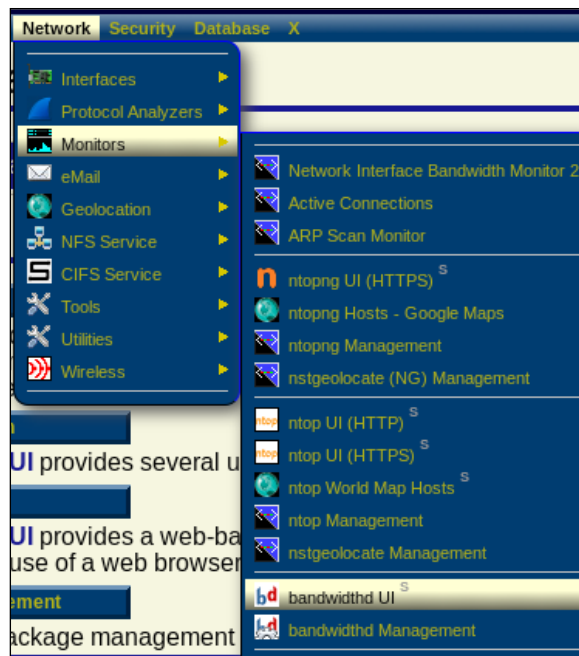 Network Security Database X
Interfaces
Protocol Analyzers
Monitors
eMail
Geolocation
NFS Service
CIFS Service
Tools
Utilities
Wireless
Network Interface Bandwidth Monitor 2
Active Connections
ARP Scan Monitor
ntopng UI (HTTPS) S
ntopng Hosts - Google Maps
ntopng Management
nstgeolocate (NG) Management
ntop UI (HTTP) S
ntop UI (HTTPS) S
ntop World Map Hosts S
ntop Management
nstgeolocate Management
bandwidthd UI S
bandwidthd Management
UI provides several u
UI provides a web-ba
use of a web browser
ement
ackage management